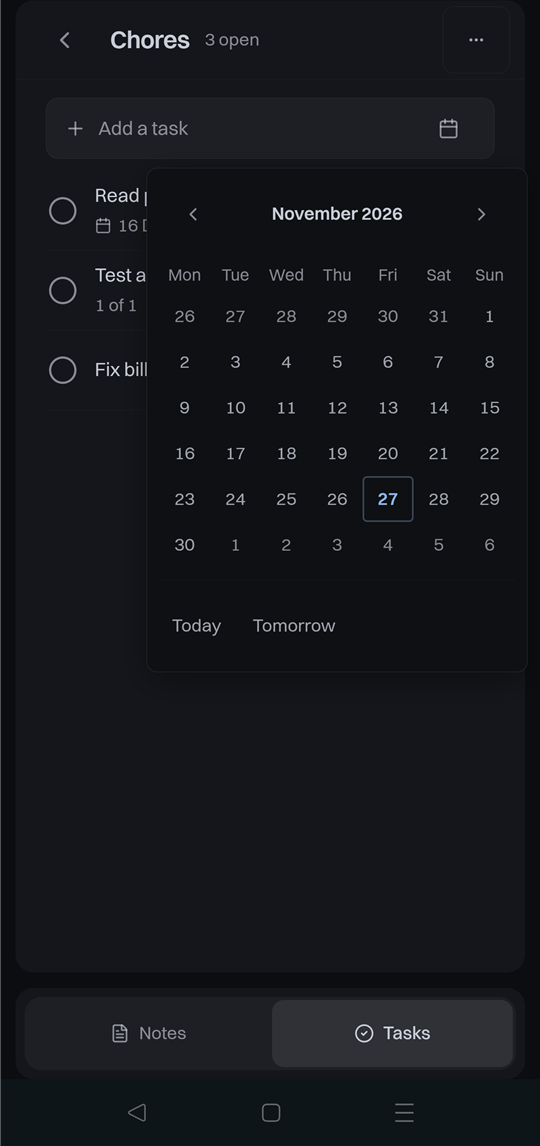 Chores 3 open
Add a task
Read
16
Test a
1 of 1
Fix bill
November 2026
Mon Tue Wed Thu Fri Sat Sun
26 27 28 29 30 31 1
2 3 4 5 6 7 8
9 10 11 12 13 14 15
16 17 18 19 20 21 22
23 24 25 26 27 28 29
30 1 2 3 4 5 6
Today Tomorrow
Notes Tasks